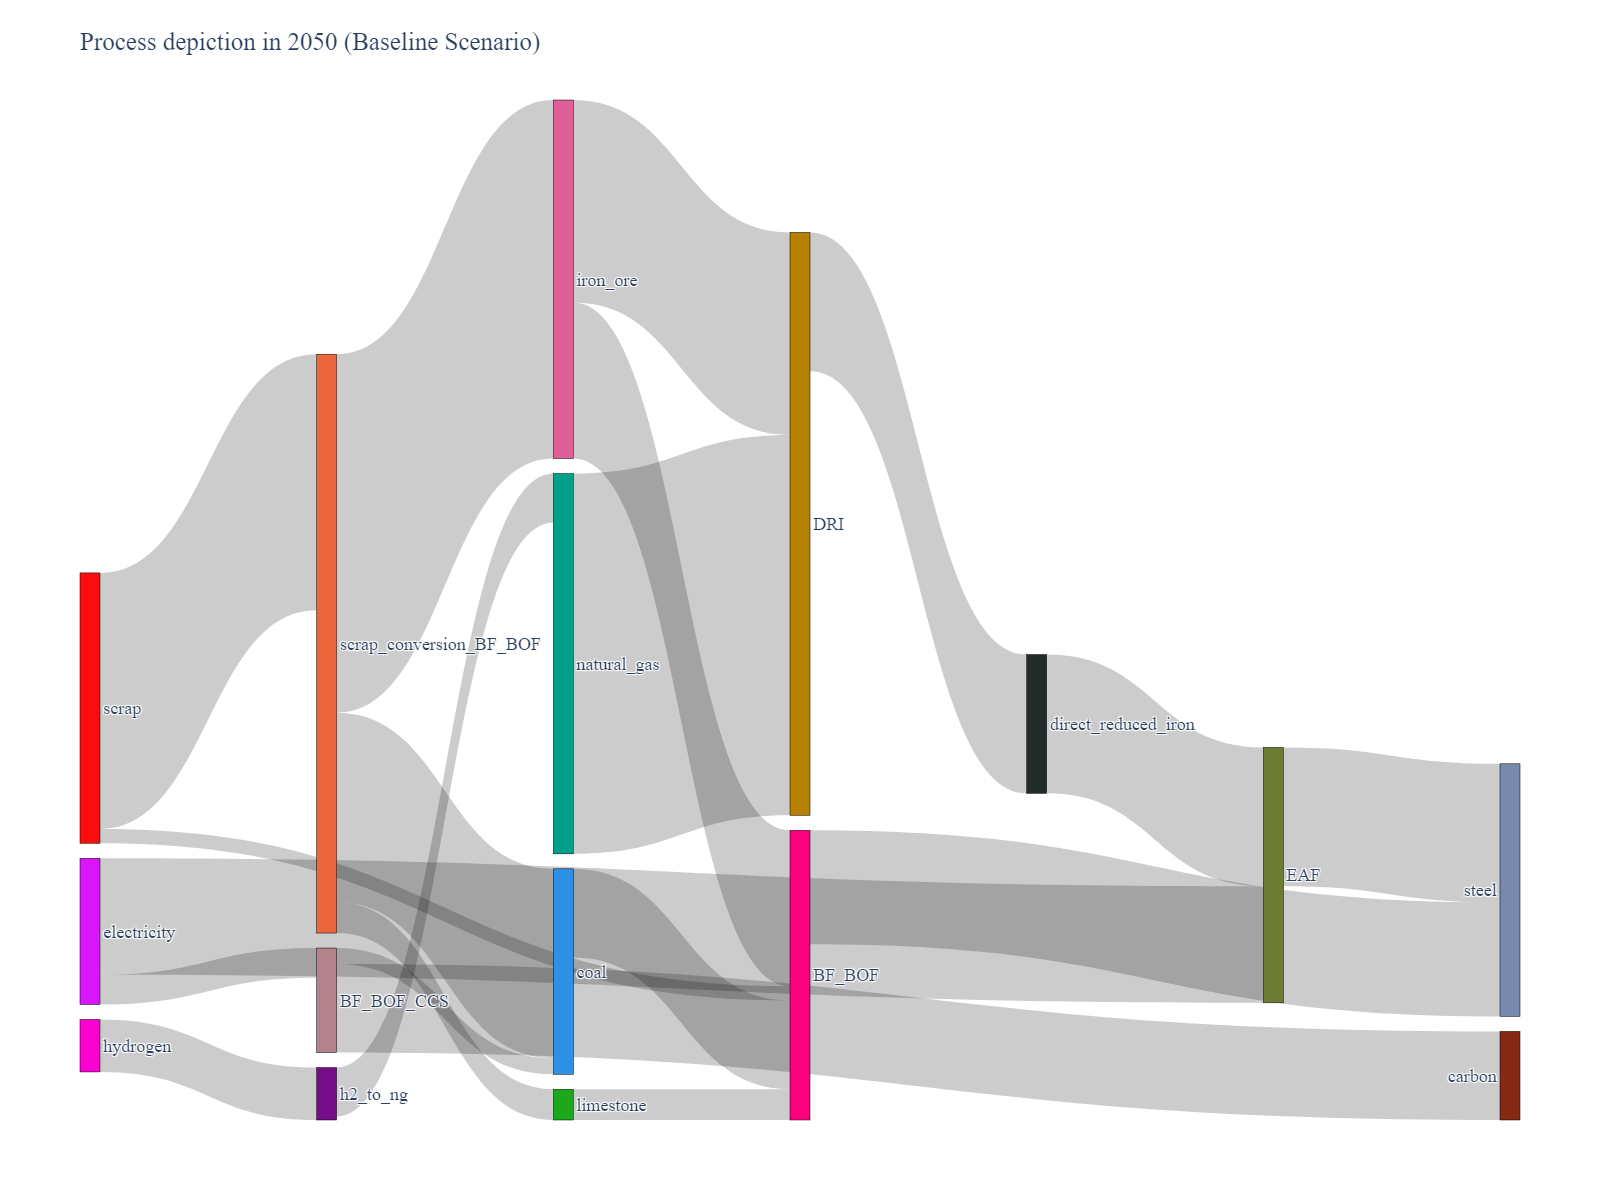 Process depiction in 2050 (Baseline Scenario)
iron_ore
DRI
scrap_conversion_BF_BOF
natural_gas
scrap
direct_reduced_iron
EAF
steel
electricity
coal
BF_BOF
BF_BOF_CCS
hydrogen
carbon
h2_to_ng
limestone